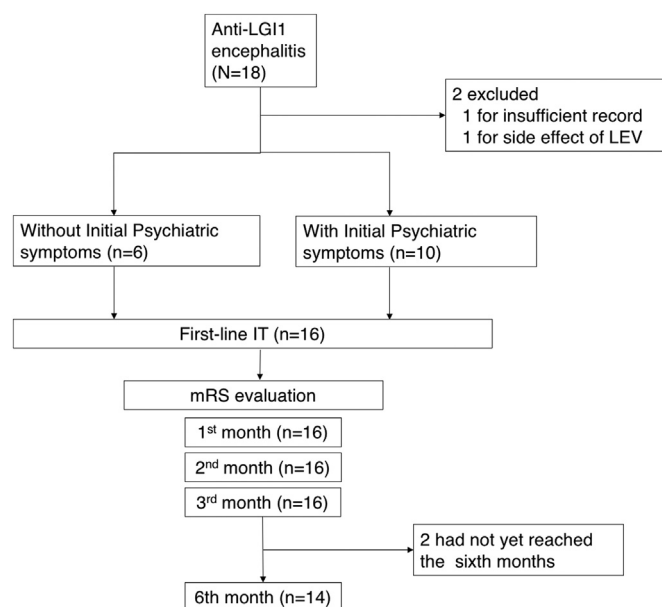 Anti-LGI1
encephalitis
(N=18)
2 excluded
1 for insufficient record
1 for side effect of LEV
Without Initial Psychiatric
symptoms (n=6)
With Initial Psychiatric
symptoms (n=10)
First-line IT (n=16)
mRS evaluation
1st month (n=16)
2nd month (n=16)
3rd month (n=16)
2 had not yet reached
the sixth months
6th month (n=14)